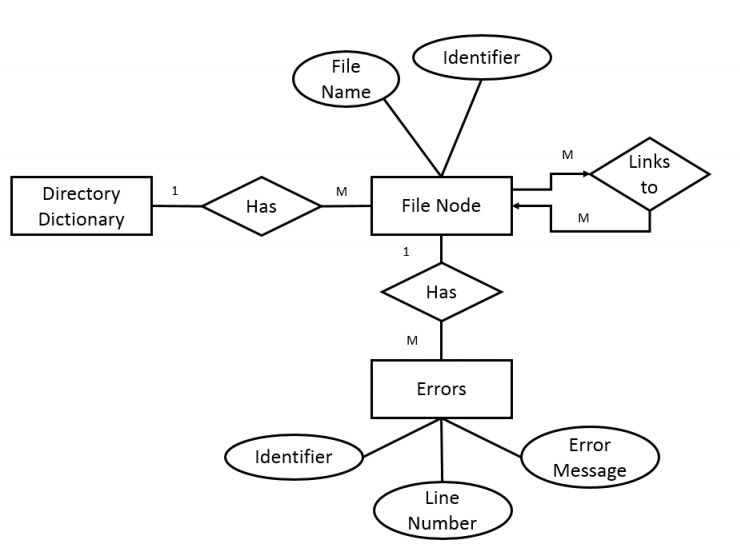 File
Name
Identifier
Directory
Dictionary
1
Has
M
File Node
M
Links
to
M
1
Has
M
Errors
Identifier
Line
Number
Error
Message